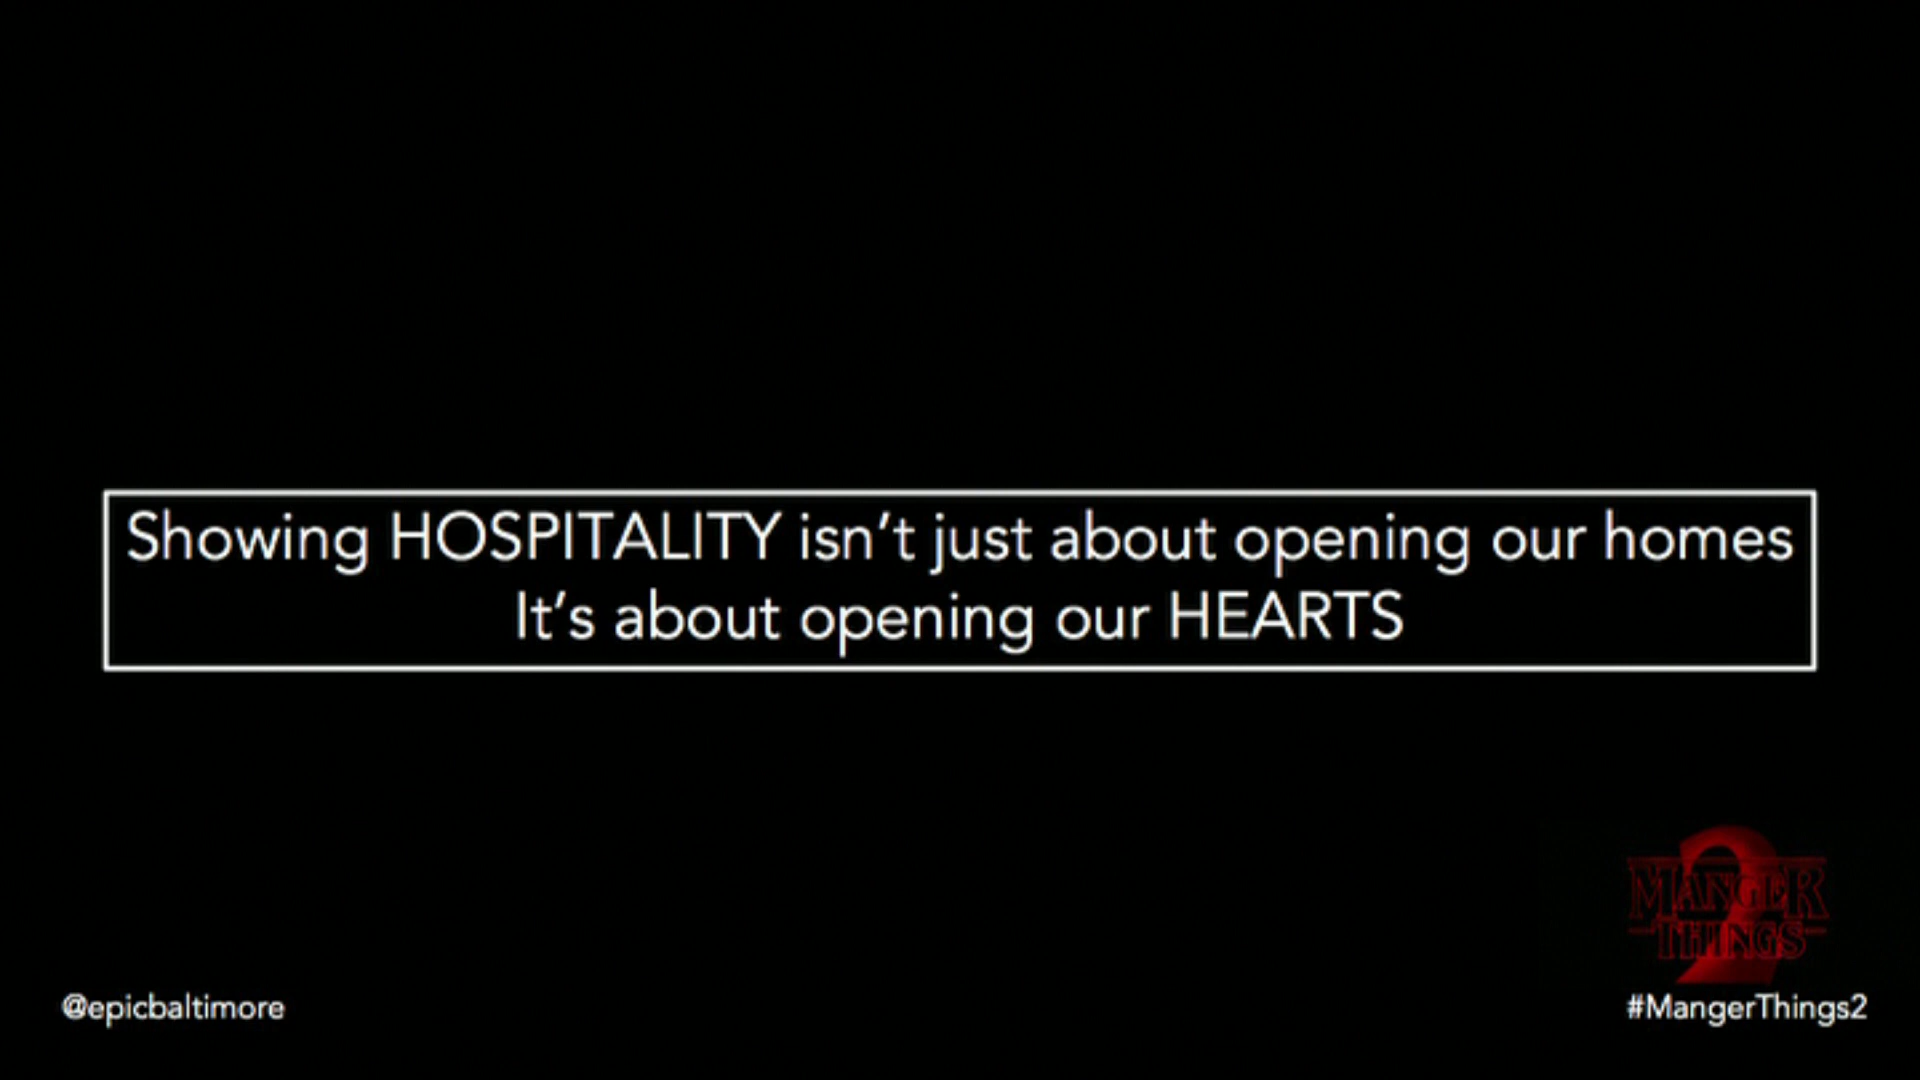 Showing HOSPITALITY isn’t just about opening our homes
It’s about opening our HEARTS
MANGER
THINGS
2
@epicbaltimore
#MangerThings2